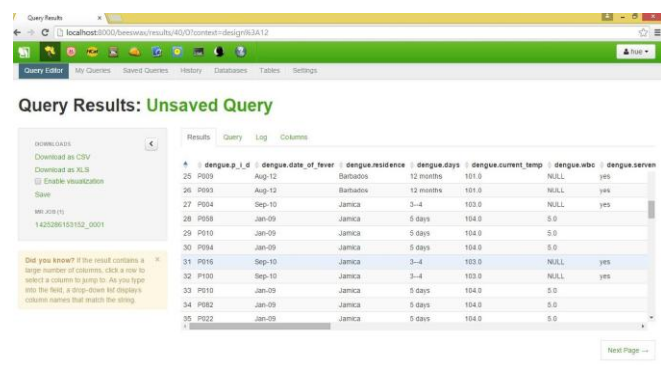 Query Results
localhost:8000/beeswax/results/40/0?context=design%3A12
hue
Query Editor My Queries Saved Queries History Databases Tables Settings
Query Results: Unsaved Query
DOWNLOADS
Download as CSV
Download as XLS
Enable visualization
Save
MR JOB (1)
1425286153152_0001
Did you know? If the result contains a
large number of columns, click a row to
select a column to jump to. As you type
into the field, a drop-down list displays
column names that match the string.
Results Query Log Columns
dengue.p_i_d dengue.date_of_fever dengue.residence dengue.days dengue.current_temp dengue.wbc dengue.serven
25 P009 Aug-12 Barbados 12 months 101.0 NULL yes
26 P093 Aug-12 Barbados 12 months 101.0 NULL yes
27 P004 Sep-10 Jamica 3--4 103.0 NULL yes
28 P058 Jan-09 Jamica 5 days 104.0 5.0
29 P010 Jan-09 Jamica 5 days 104.0 5.0
30 P094 Jan-09 Jamica 5 days 104.0 5.0
31 P016 Sep-10 Jamica 3--4 103.0 NULL yes
32 P100 Sep-10 Jamica 3--4 103.0 NULL yes
33 P010 Jan-09 Jamica 5 days 104.0 5.0
34 P082 Jan-09 Jamica 5 days 104.0 5.0
35 P022 Jan-09 Jamica 5 days 104.0 5.0
Next Page →